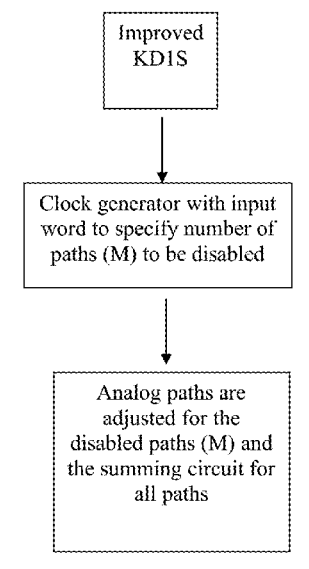 Improved
KD1S
Clock generator with input
word to specify number of
paths (M) to be disabled
Analog paths are
adjusted for the
disabled paths (M) and
the summing circuit for
all paths